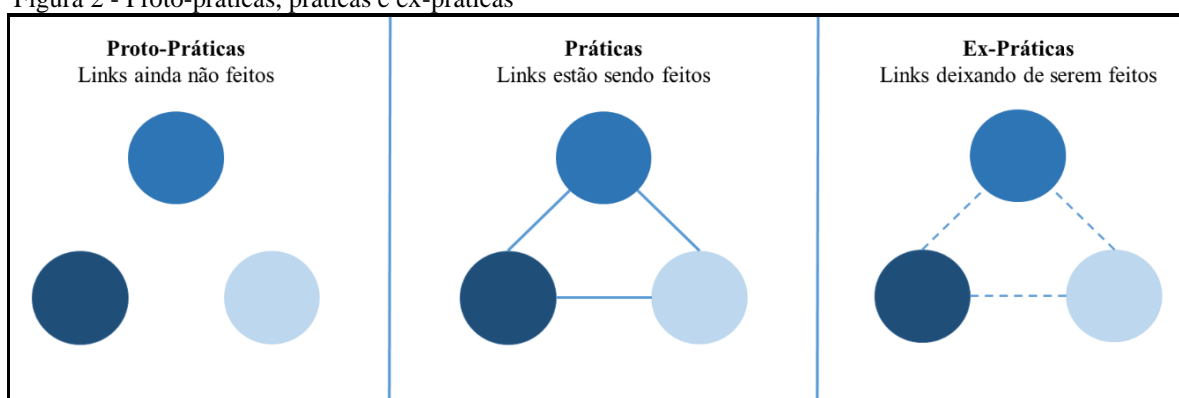 Figura 2 - Proto-práticas, práticas e ex-práticas
Proto-Práticas
Links ainda não feitos
Práticas
Links estão sendo feitos
Ex-Práticas
Links deixando de serem feitos